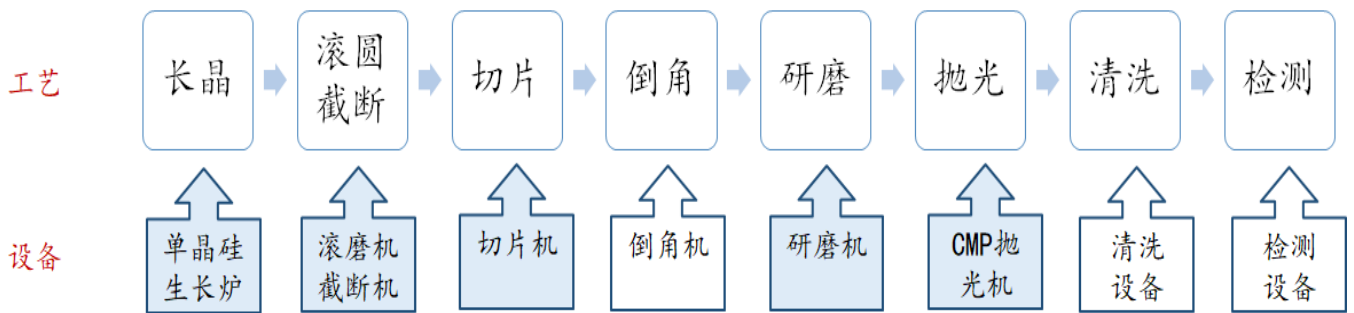 工艺
长晶
滚圆
截断
切片
倒角
研磨
抛光
清洗
检测
设备
单晶硅
生长炉
滚磨机
截断机
切片机
倒角机
研磨机
CMP抛
光机
清洗
设备
检测
设备